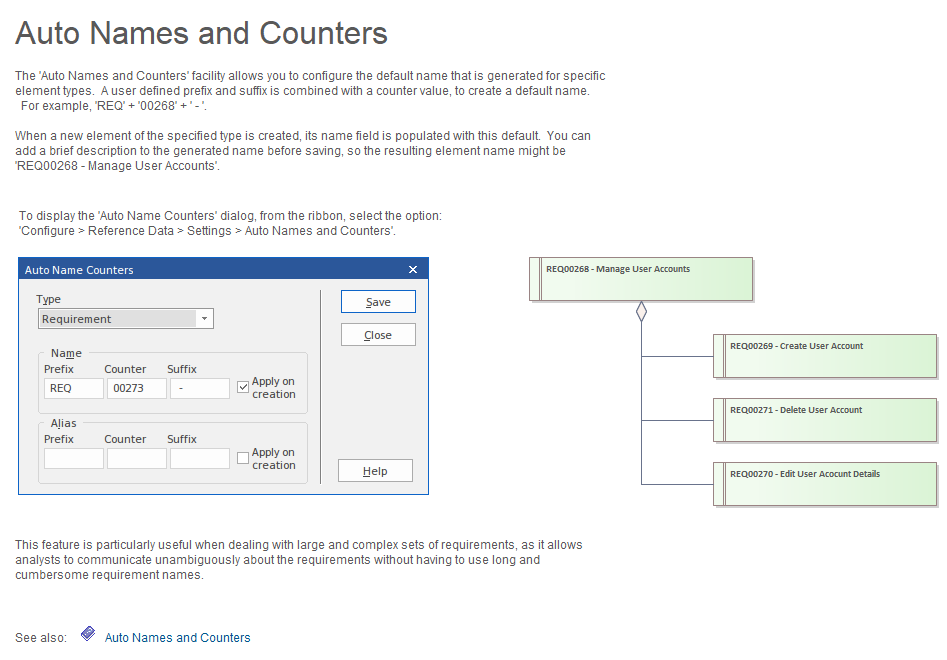 Auto Names and Counters
The 'Auto Names and Counters' facility allows you to configure the default name that is generated for specific
element types.  A user defined prefix and suffix is combined with a counter value, to create a default name.
For example, 'REQ' + '00268' + ' - '.
When a new element of the specified type is created, its name field is populated with this default.  You can
add a brief description to the generated name before saving, so the resulting element name might be
'REQ00268 - Manage User Accounts'.
To display the 'Auto Name Counters' dialog, from the ribbon, select the option:
'Configure > Reference Data > Settings > Auto Names and Counters'.
Auto Name Counters
Type
Requirement
Save
Close
Name
Prefix Counter Suffix
REQ 00273 -
Apply on
creation
Alias
Prefix Counter Suffix
Apply on
creation
Help
REQ00268 - Manage User Accounts
REQ00269 - Create User Account
REQ00271 - Delete User Account
REQ00270 - Edit User Acocunt Details
This feature is particularly useful when dealing with large and complex sets of requirements, as it allows
analysts to communicate unambiguously about the requirements without having to use long and
cumbersome requirement names.
See also: Auto Names and Counters